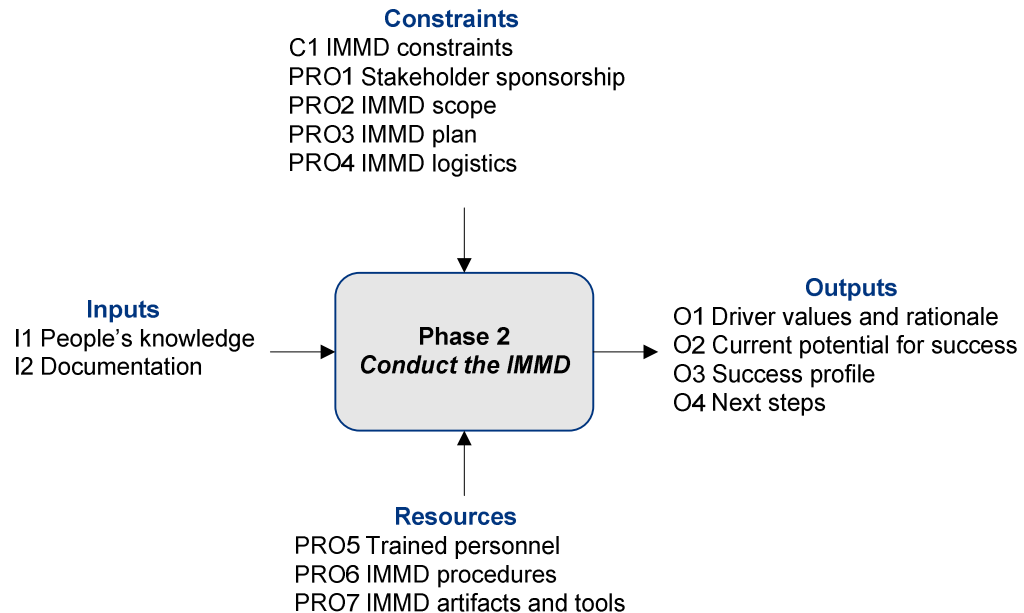 Constraints
C1 IMMD constraints
PRO1 Stakeholder sponsorship
PRO2 IMMD scope
PRO3 IMMD plan
PRO4 IMMD logistics
Inputs
I1 People’s knowledge
I2 Documentation
Phase 2
Conduct the IMMD
Outputs
O1 Driver values and rationale
O2 Current potential for success
O3 Success profile
O4 Next steps
Resources
PRO5 Trained personnel
PRO6 IMMD procedures
PRO7 IMMD artifacts and tools